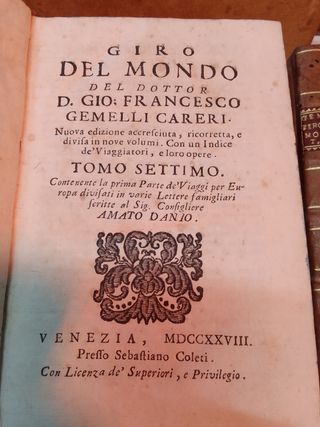 GIRO
DEL MONDO
DEL DOTTOR
D. GIO: FRANCESCO
GEMELLI CARERI.
Nuova edizione accresciuta, ricorretta, e
divisa in nove volumi. Con un Indice
de'Viaggiatori, e loro opere.
TOMO SETTIMO.
Contenente la prima Parte de'Viaggi per Eu-
ropa divisati in varie Lettere famigliari
scritte al Sig. Consigliere
AMATO DANIO.
VENEZIA, MDCCXXVIII.
Presso Sebastiano Coleti.
Con Licenza de' Superiori, e Privilegio.